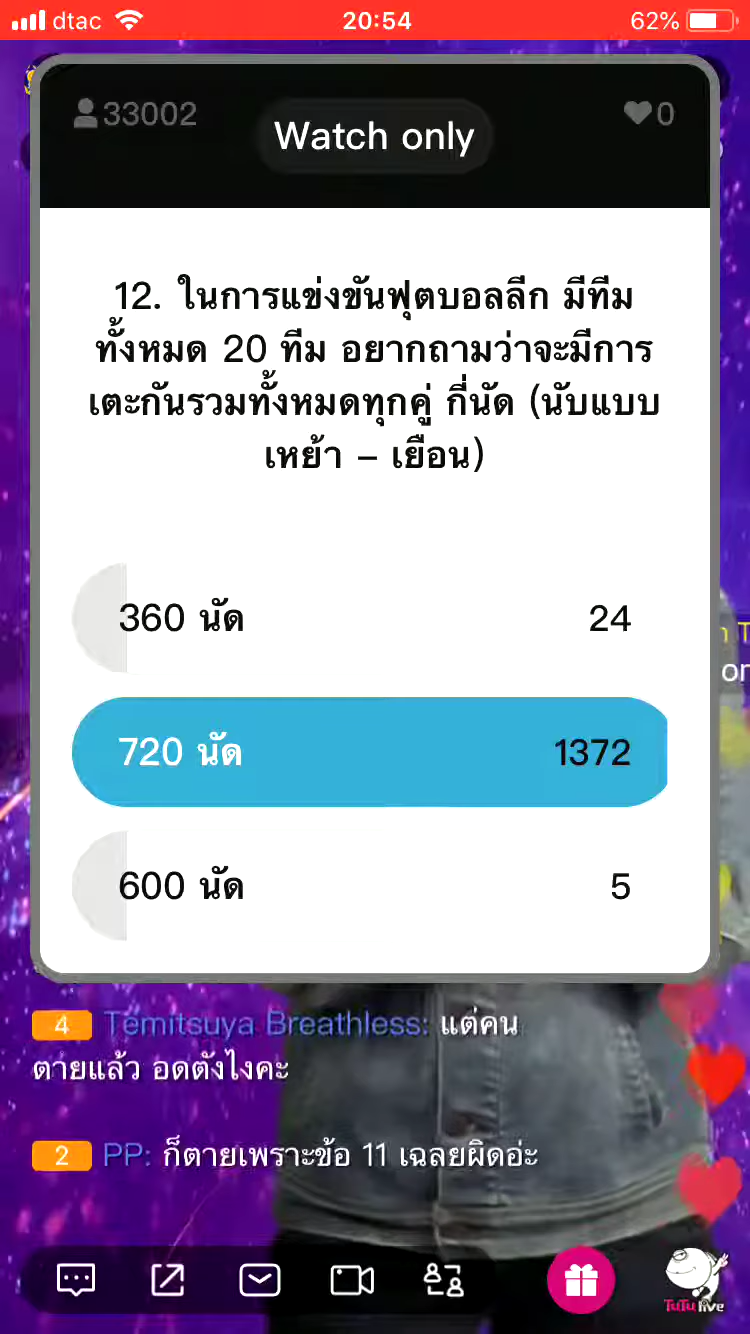 dtac 20:54 62%
33002 Watch only 0
12. ในการแข่งขันฟุตบอลลีก มีทีม
ทั้งหมด 20 ทีม อยากถามว่าจะมีการ
เตะกันรวมทั้งหมดทุกคู่ กี่นัด (นับแบบ
เหย้า – เยือน)
360 นัด 24
720 นัด 1372
600 นัด 5
4 Temitsuya Breathless: แต่คน
ตายแล้ว อดตังไงคะ
2 PP: ก็ตายเพราะข้อ 11 เฉลยผิดอ่ะ
TuTu live